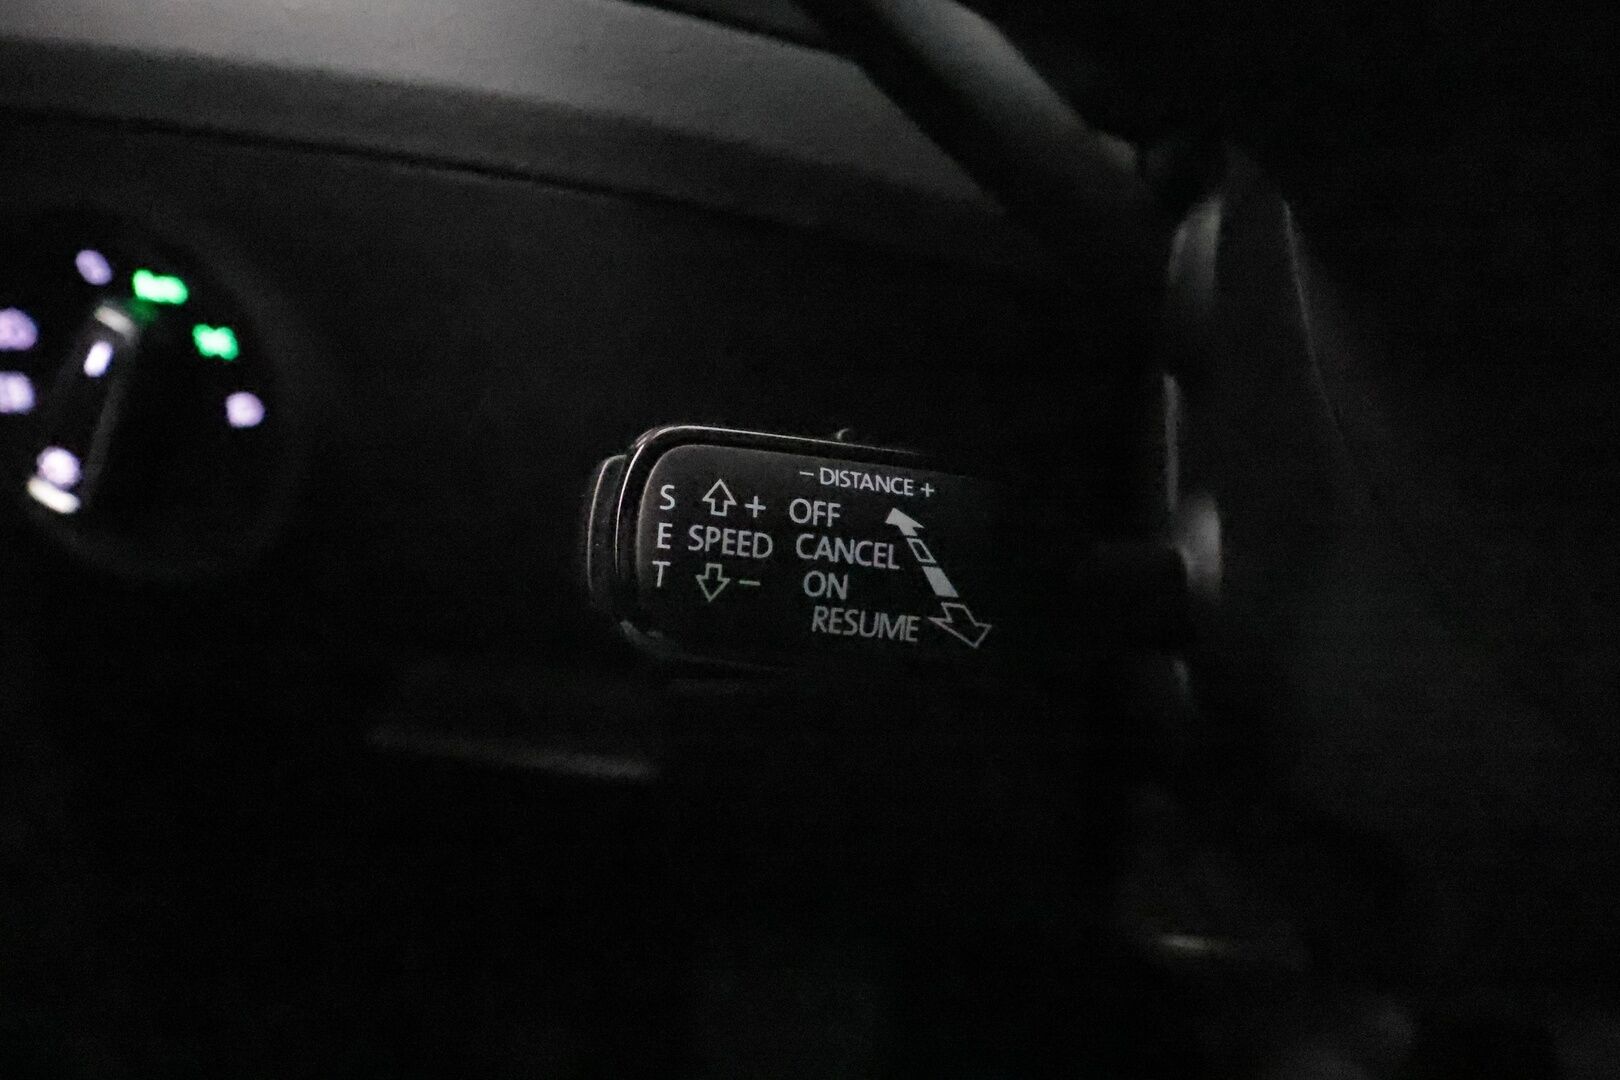 − DISTANCE +
S + OFF
E SPEED CANCEL
T − ON
RESUME